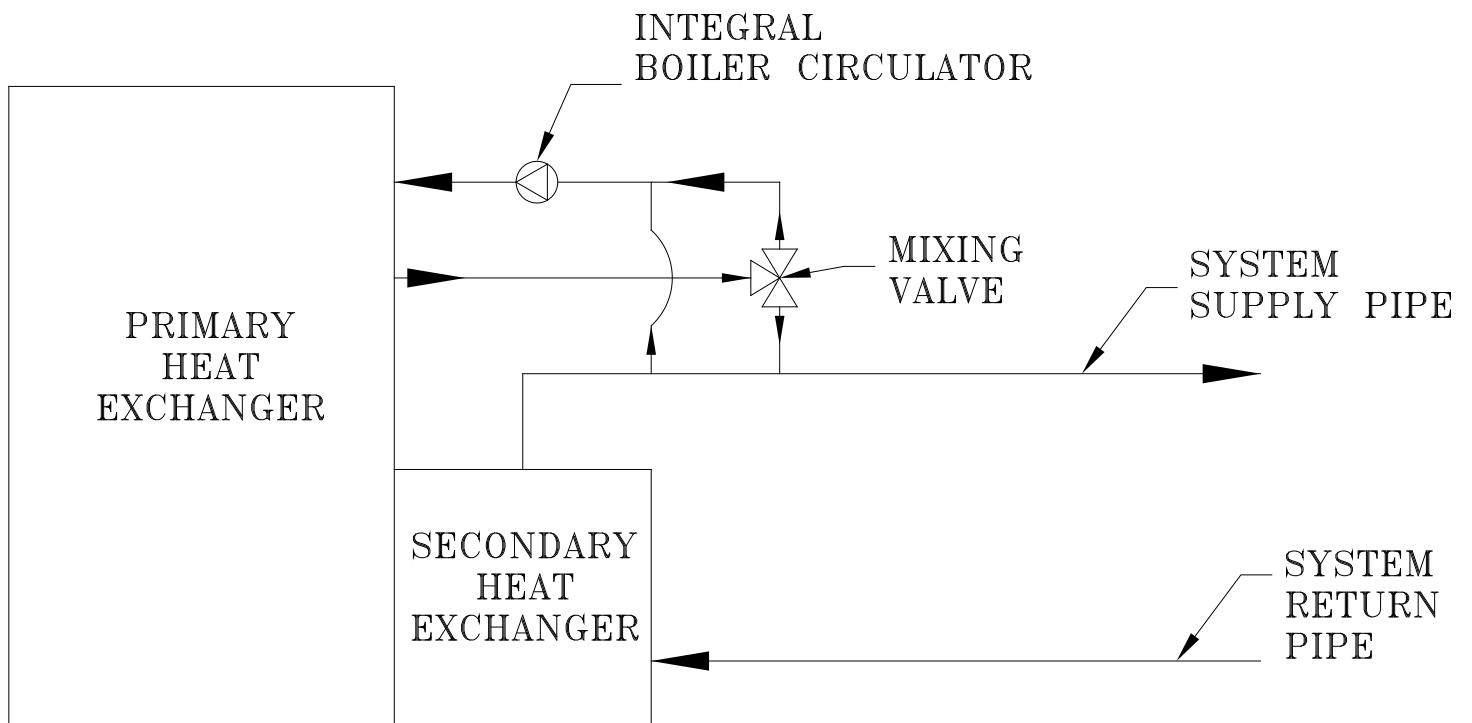 INTEGRAL
BOILER CIRCULATOR
MIXING
VALVE
SYSTEM
SUPPLY PIPE
PRIMARY
HEAT
EXCHANGER
SECONDARY
HEAT
EXCHANGER
SYSTEM
RETURN
PIPE